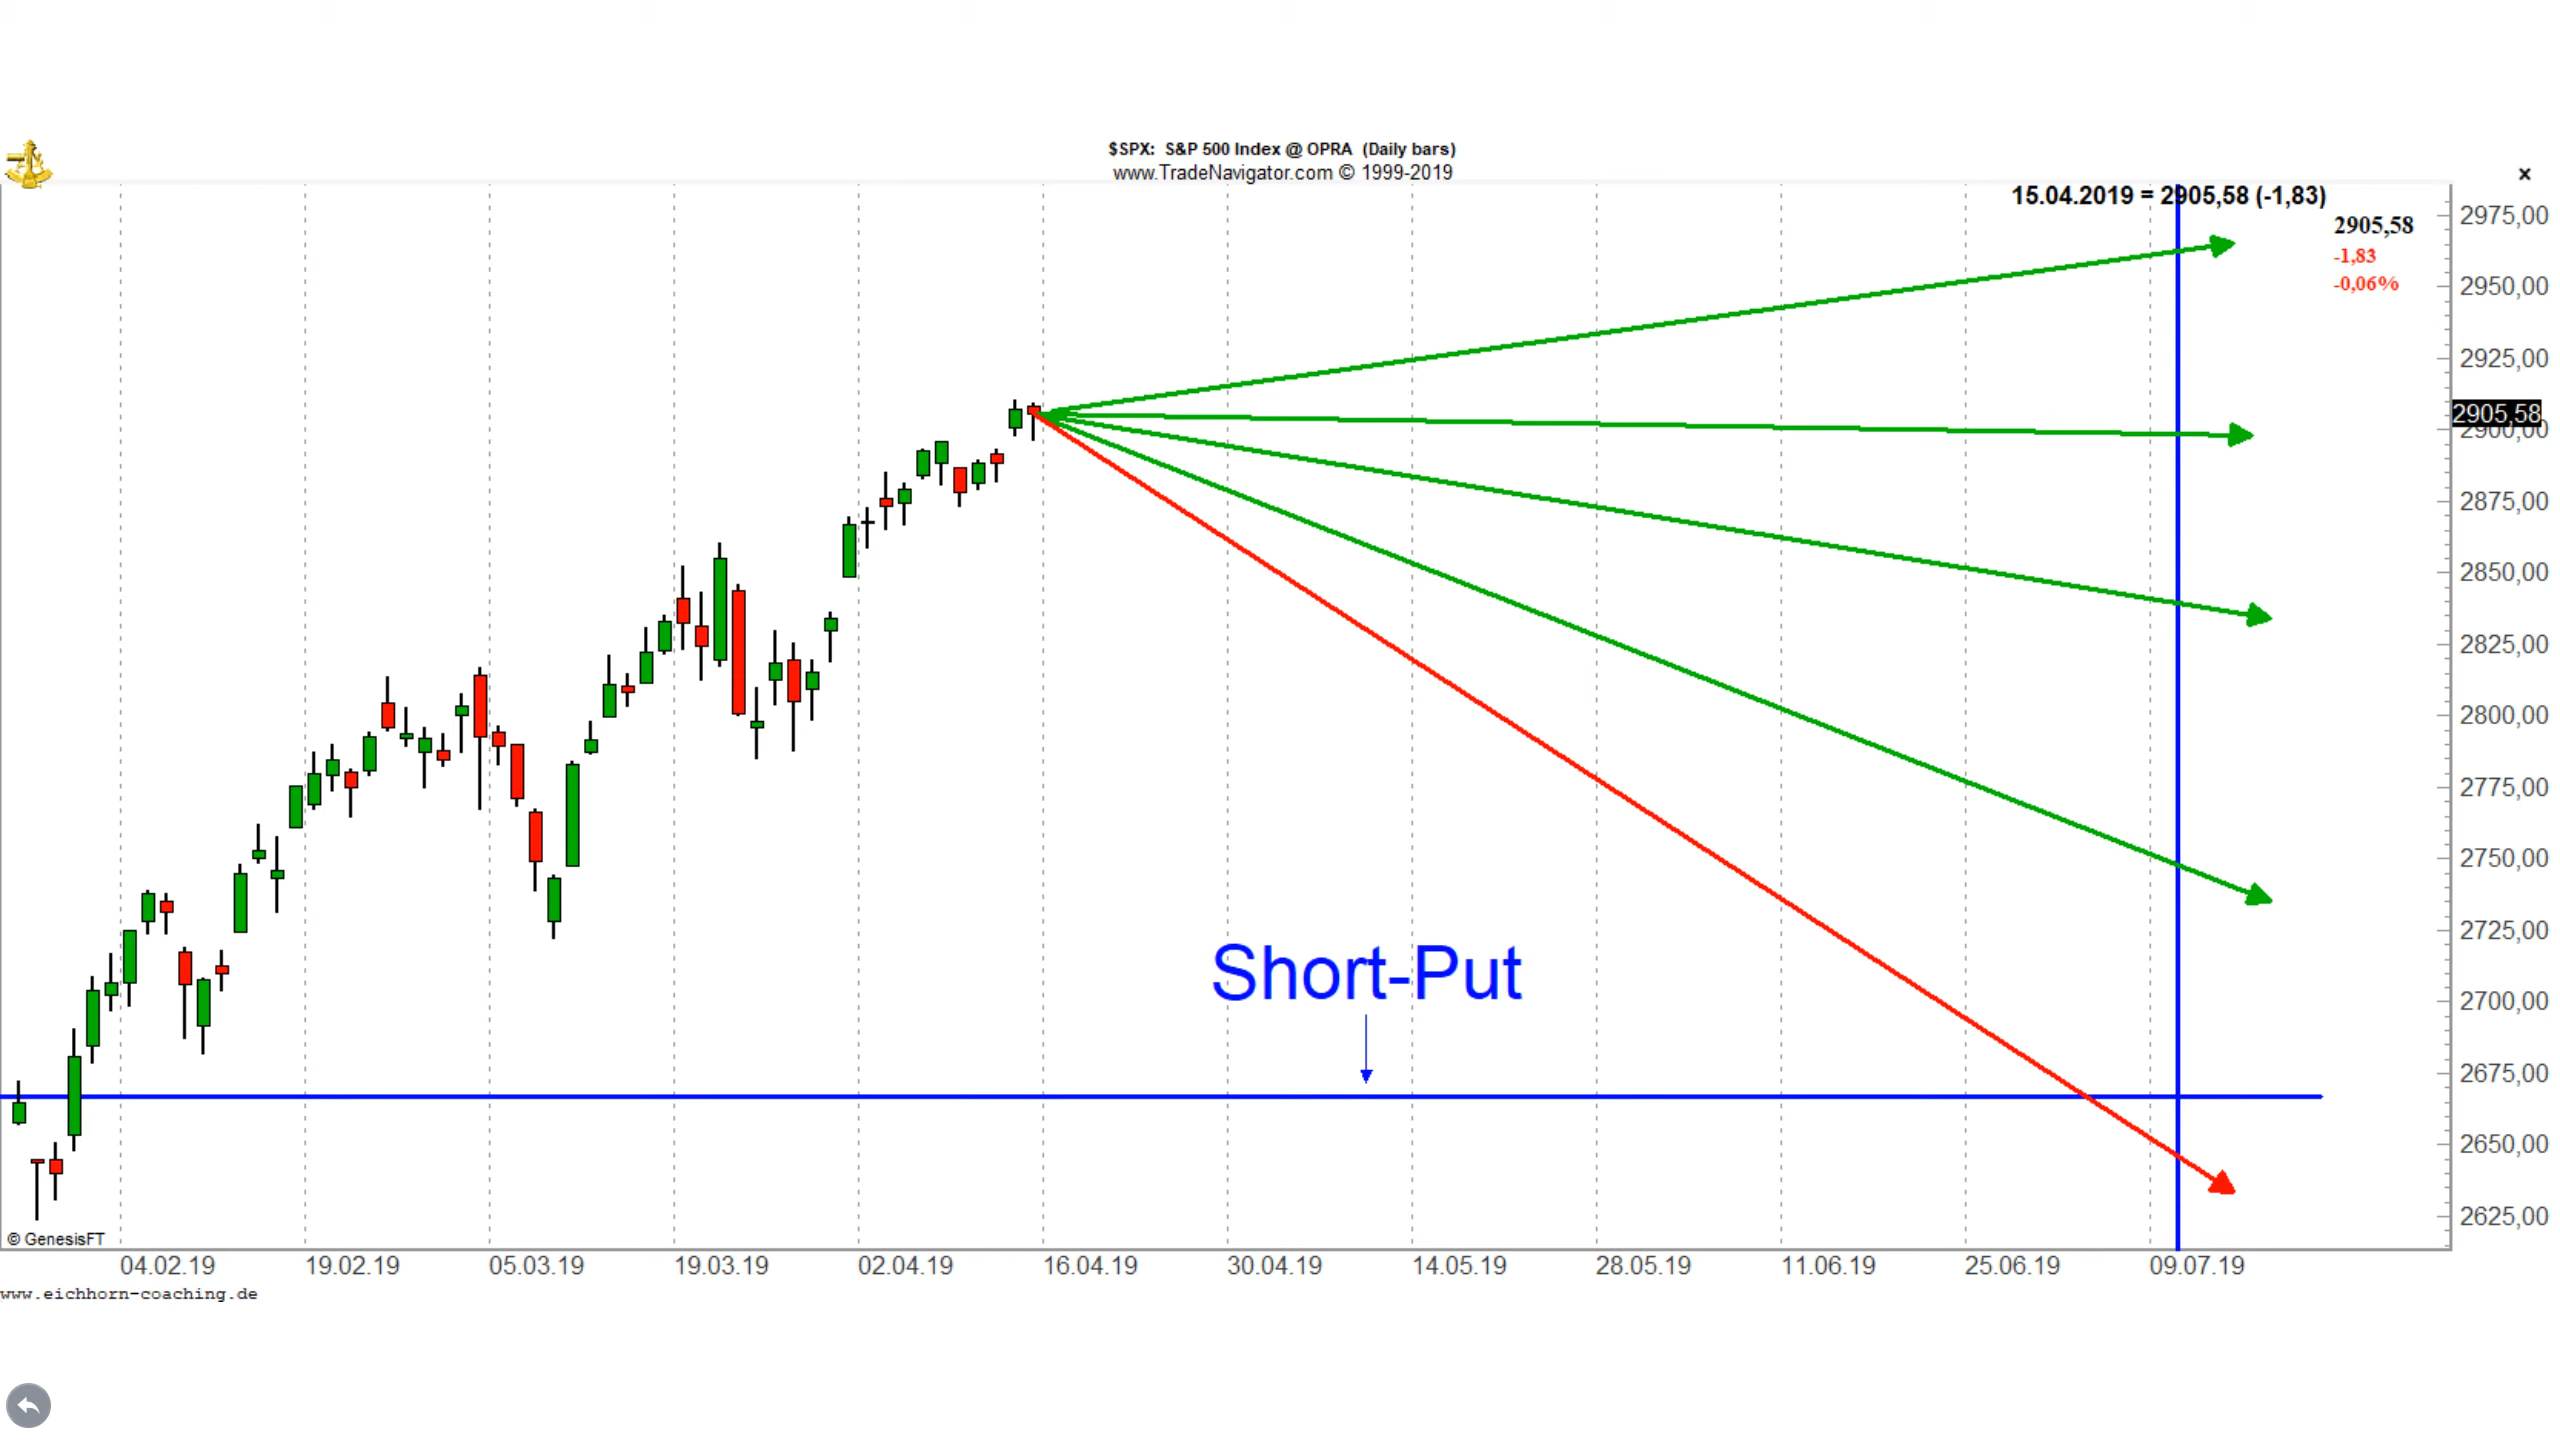 $SPX: S&P 500 Index @ OPRA (Daily bars)
www.TradeNavigator.com © 1999-2019
x
15.04.2019 = 2905,58 (-1,83)
2905,58
-1,83
-0,06%
2975,00
2950,00
2925,00
2905,58
2900,00
2875,00
2850,00
2825,00
2800,00
2775,00
2750,00
2725,00
2700,00
2675,00
2650,00
2625,00
Short-Put
© GenesisFT
04.02.19 19.02.19 05.03.19 19.03.19 02.04.19 16.04.19 30.04.19 14.05.19 28.05.19 11.06.19 25.06.19 09.07.19
www.eichhorn-coaching.de